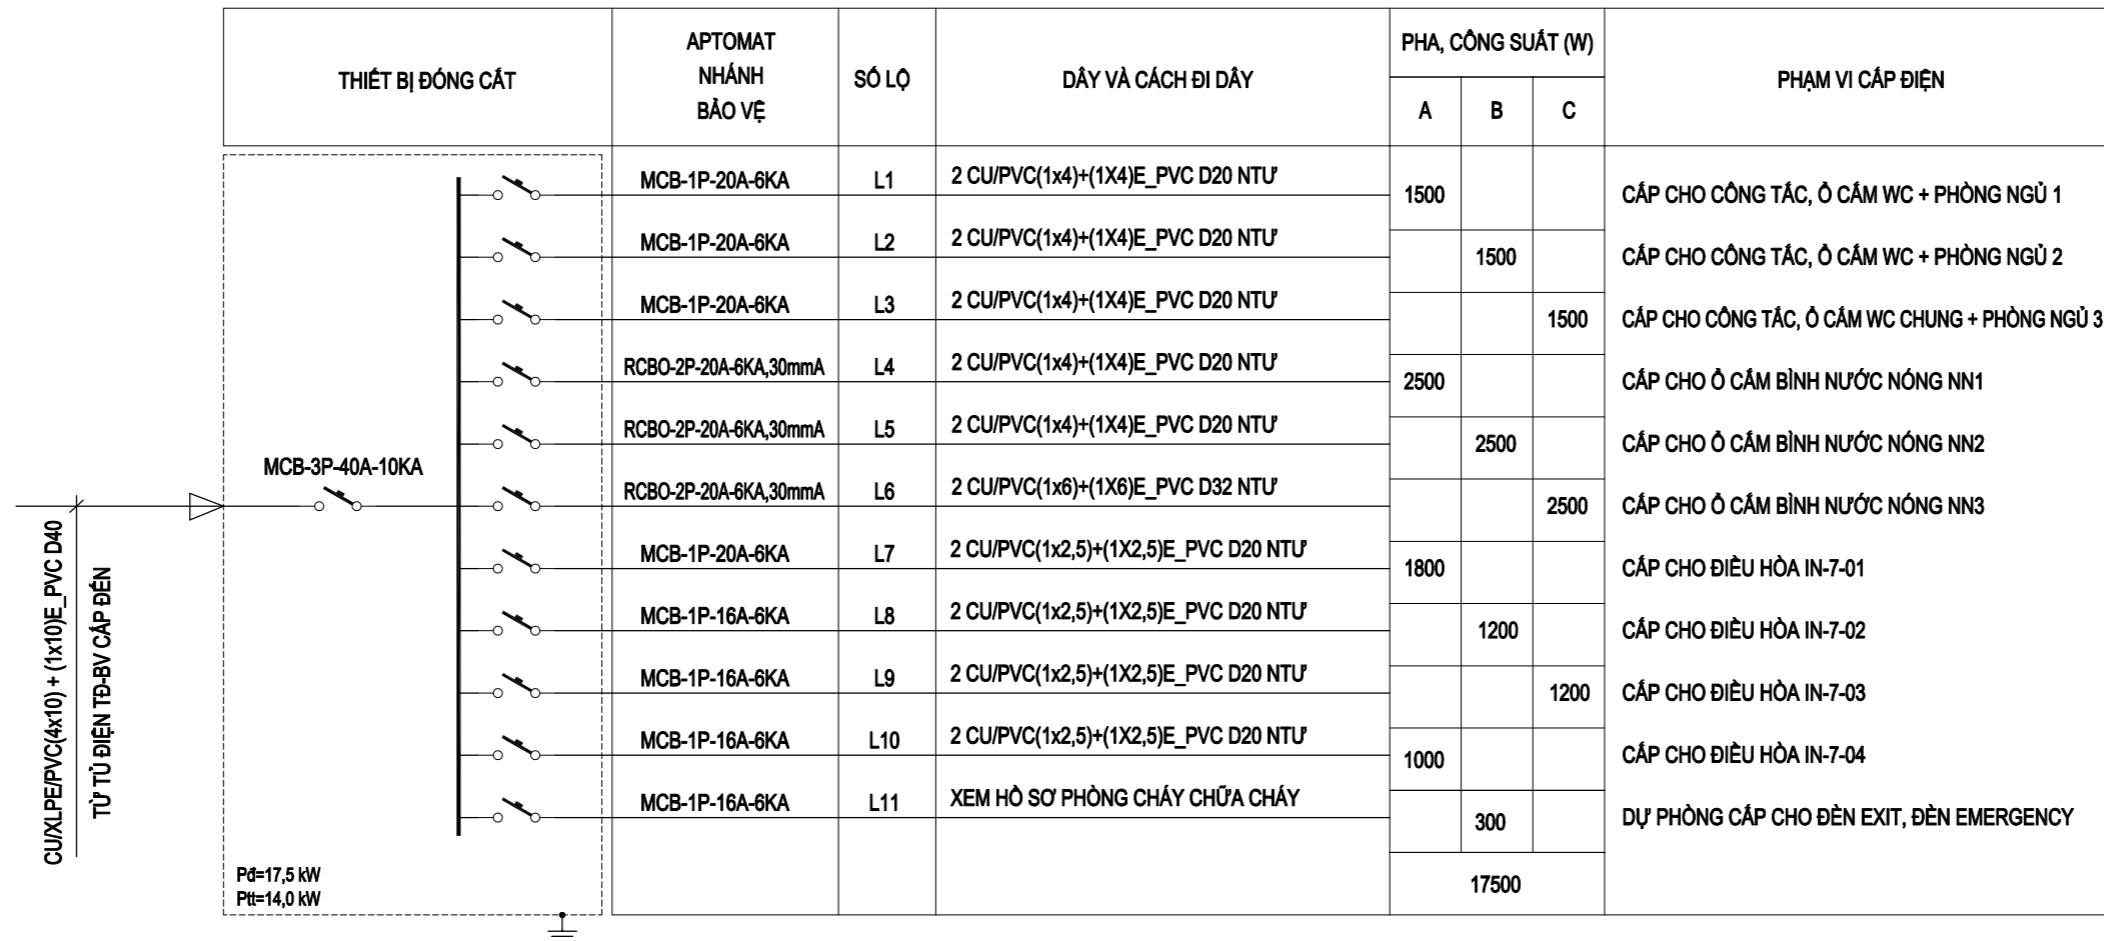 THIẾT BỊ ĐÓNG CẮT
APTOMAT
NHÁNH
BẢO VỆ
SỐ LỘ
DÂY VÀ CÁCH ĐI DÂY
PHA, CÔNG SUẤT (W)
A B C
PHẠM VI CẤP ĐIỆN
MCB-1P-20A-6KA L1 2 CU/PVC(1x4)+(1X4)E_PVC D20 NTƯ 1500 CẤP CHO CÔNG TẮC, Ổ CẮM WC + PHÒNG NGỦ 1
MCB-1P-20A-6KA L2 2 CU/PVC(1x4)+(1X4)E_PVC D20 NTƯ 1500 CẤP CHO CÔNG TẮC, Ổ CẮM WC + PHÒNG NGỦ 2
MCB-1P-20A-6KA L3 2 CU/PVC(1x4)+(1X4)E_PVC D20 NTƯ 1500 CẤP CHO CÔNG TẮC, Ổ CẮM WC CHUNG + PHÒNG NGỦ 3
RCBO-2P-20A-6KA,30mmA L4 2 CU/PVC(1x4)+(1X4)E_PVC D20 NTƯ 2500 CẤP CHO Ổ CẮM BÌNH NƯỚC NÓNG NN1
RCBO-2P-20A-6KA,30mmA L5 2 CU/PVC(1x4)+(1X4)E_PVC D20 NTƯ 2500 CẤP CHO Ổ CẮM BÌNH NƯỚC NÓNG NN2
MCB-3P-40A-10KA
RCBO-2P-20A-6KA,30mmA L6 2 CU/PVC(1x6)+(1X6)E_PVC D32 NTƯ 2500 CẤP CHO Ổ CẮM BÌNH NƯỚC NÓNG NN3
MCB-1P-20A-6KA L7 2 CU/PVC(1x2,5)+(1X2,5)E_PVC D20 NTƯ 1800 CẤP CHO ĐIỀU HÒA IN-7-01
MCB-1P-16A-6KA L8 2 CU/PVC(1x2,5)+(1X2,5)E_PVC D20 NTƯ 1200 CẤP CHO ĐIỀU HÒA IN-7-02
MCB-1P-16A-6KA L9 2 CU/PVC(1x2,5)+(1X2,5)E_PVC D20 NTƯ 1200 CẤP CHO ĐIỀU HÒA IN-7-03
MCB-1P-16A-6KA L10 2 CU/PVC(1x2,5)+(1X2,5)E_PVC D20 NTƯ 1000 CẤP CHO ĐIỀU HÒA IN-7-04
MCB-1P-16A-6KA L11 XEM HỒ SƠ PHÒNG CHÁY CHỮA CHÁY 300 DỰ PHÒNG CẤP CHO ĐÈN EXIT, ĐÈN EMERGENCY
17500
CU/XLPE/PVC(4x10) + (1x10)E_PVC D40
TỪ TỦ ĐIỆN TĐ-BV CẤP ĐẾN
Pđ=17,5 kW
Ptt=14,0 kW